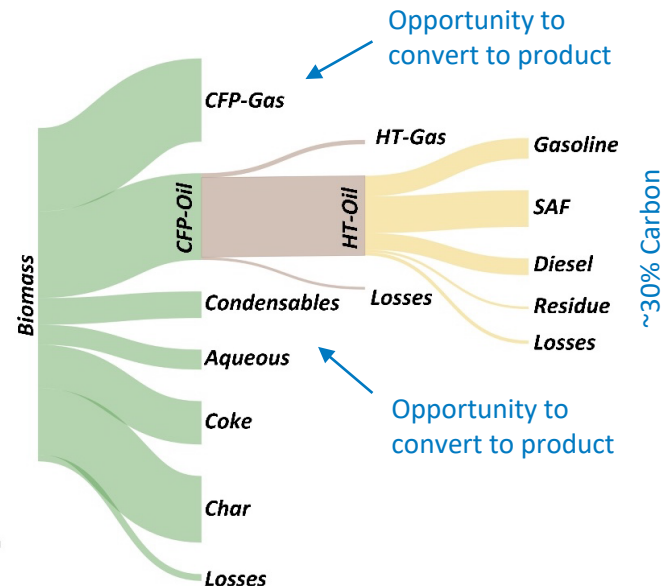 Opportunity to
convert to product
CFP-Gas
HT-Gas
Gasoline
CFP-Oil
HT-Oil
SAF
Diesel
Biomass
Condensables
Losses
Residue
~30% Carbon
Aqueous
Losses
Opportunity to
convert to product
Coke
Char
Losses